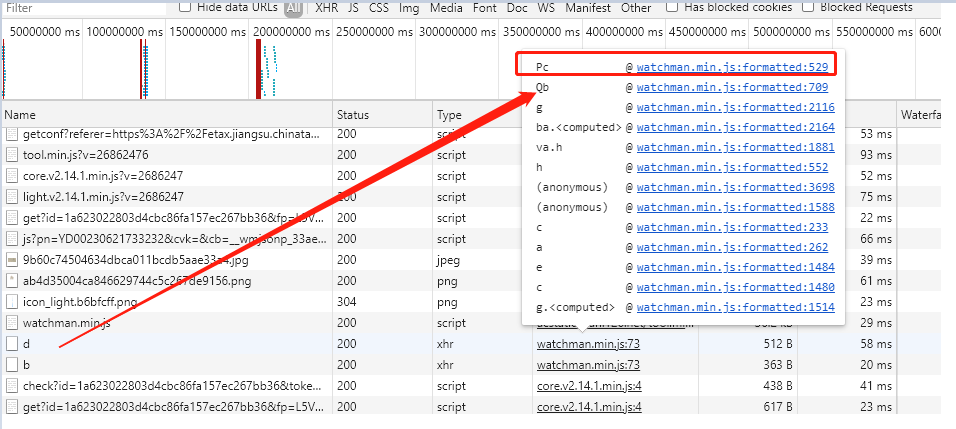 Filter Hide data URLs All XHR JS CSS Img Media Font Doc WS Manifest Other Has blocked cookies Blocked Requests
50000000 ms 100000000 ms 150000000 ms 200000000 ms 250000000 ms 300000000 ms 350000000 ms 400000000 ms 450000000 ms 500000000 ms 550000000 ms 6000
Pc @ watchman.min.js:formatted:529
Qb @ watchman.min.js:formatted:709
g @ watchman.min.js:formatted:2116
ba.<computed> @ watchman.min.js:formatted:2164
va.h @ watchman.min.js:formatted:1881
h @ watchman.min.js:formatted:552
(anonymous) @ watchman.min.js:formatted:3698
(anonymous) @ watchman.min.js:formatted:1588
c @ watchman.min.js:formatted:233
a @ watchman.min.js:formatted:262
e @ watchman.min.js:formatted:1484
c @ watchman.min.js:formatted:1480
g.<computed> @ watchman.min.js:formatted:1514
Name Status Type Waterfa
getconf?referer=https%3A%2F%2Fetax.jiangsu.chinata... 200 script 53 ms
tool.min.js?v=26862476 200 script 93 ms
core.v2.14.1.min.js?v=2686247 200 script 52 ms
light.v2.14.1.min.js?v=2686247 200 script 75 ms
get?id=1a623022803d4cbc86fa157ec267bb36&fp=L5V... 200 script 22 ms
js?pn=YD00230621733232&cvk=&cb=__wmjsonp_33ae... 200 script 66 ms
9b60c74504634dbca011bcdb5aae33a4.jpg 200 jpeg 39 ms
ab4d35004ca846629744c5c267de9156.png 200 png 61 ms
icon_light.b6bfcff.png 304 png 23 ms
watchman.min.js 200 script 29 ms
d 200 xhr watchman.min.js:73 512 B 58 ms
b 200 xhr watchman.min.js:73 363 B 20 ms
check?id=1a623022803d4cbc86fa157ec267bb36&toke... 200 script core.v2.14.1.min.js:4 438 B 41 ms
get?id=1a623022803d4cbc86fa157ec267bb36&fp=L5V... 200 script core.v2.14.1.min.js:4 617 B 23 ms